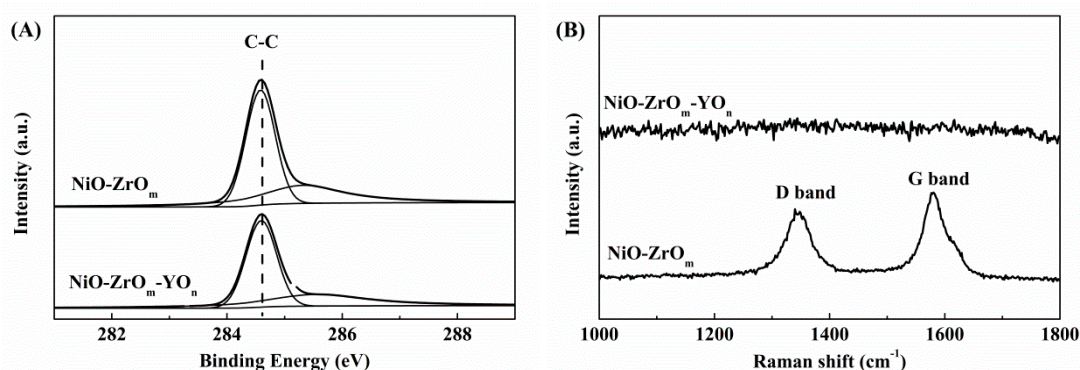 (A)
C-C
NiO-ZrOₘ
NiO-ZrOₘ-YOₙ
Intensity (a.u.)
282 284 286 288
Binding Energy (eV)
(B)
NiO-ZrOₘ-YOₙ
D band
G band
NiO-ZrOₘ
Intensity (a.u.)
1000 1200 1400 1600 1800
Raman shift (cm⁻¹)